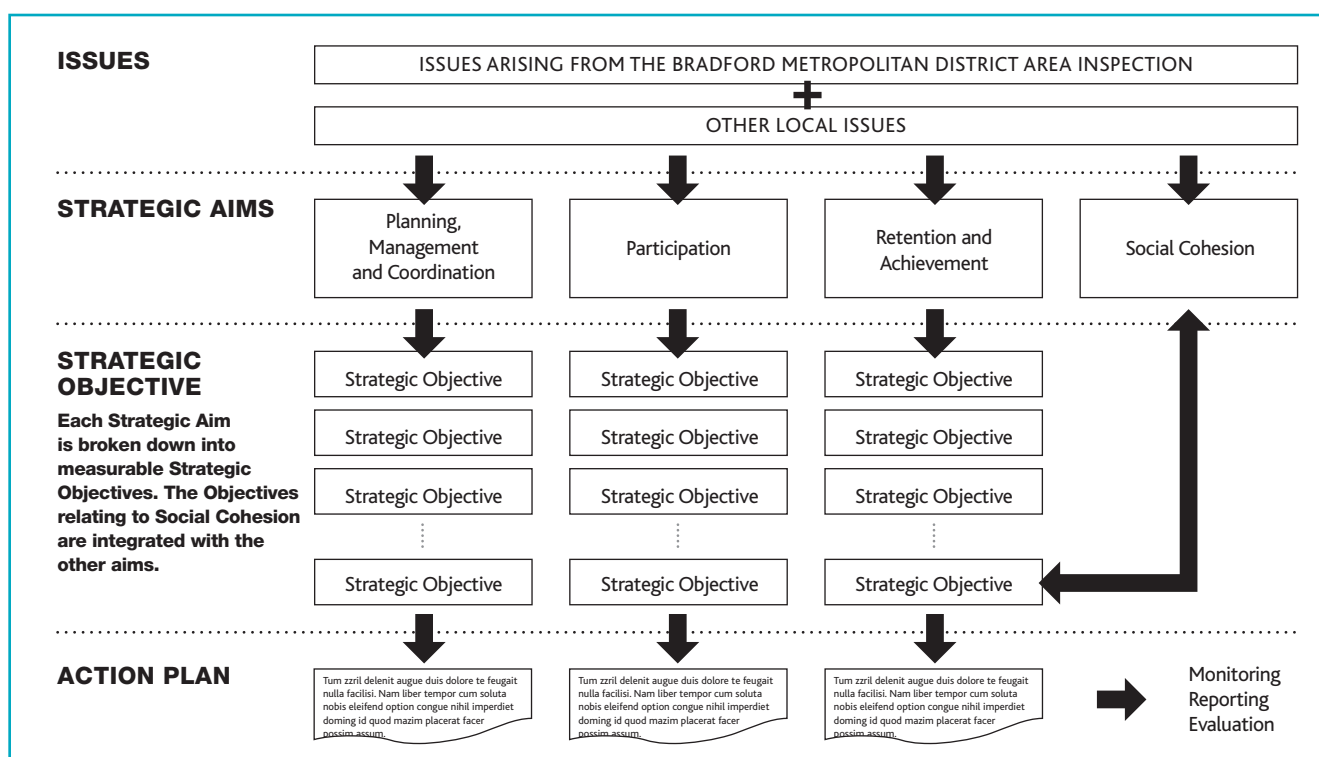 ISSUES
ISSUES ARISING FROM THE BRADFORD METROPOLITAN DISTRICT AREA INSPECTION
+
OTHER LOCAL ISSUES
STRATEGIC AIMS
Planning,
Management
and Coordination
Participation
Retention and
Achievement
Social Cohesion
STRATEGIC
OBJECTIVE
Each Strategic Aim
is broken down into
measurable Strategic
Objectives. The Objectives
relating to Social Cohesion
are integrated with the
other aims.
Strategic Objective
Strategic Objective
Strategic Objective
Strategic Objective
Strategic Objective
Strategic Objective
Strategic Objective
Strategic Objective
Strategic Objective
Strategic Objective
Strategic Objective
Strategic Objective
ACTION PLAN
Tum zzril delenit augue duis dolore te feugait
nulla facilisi. Nam liber tempor cum soluta
nobis eleifend option congue nihil imperdiet
doming id quod mazim placerat facer
possim assum.
Tum zzril delenit augue duis dolore te feugait
nulla facilisi. Nam liber tempor cum soluta
nobis eleifend option congue nihil imperdiet
doming id quod mazim placerat facer
possim assum.
Tum zzril delenit augue duis dolore te feugait
nulla facilisi. Nam liber tempor cum soluta
nobis eleifend option congue nihil imperdiet
doming id quod mazim placerat facer
possim assum.
Monitoring
Reporting
Evaluation